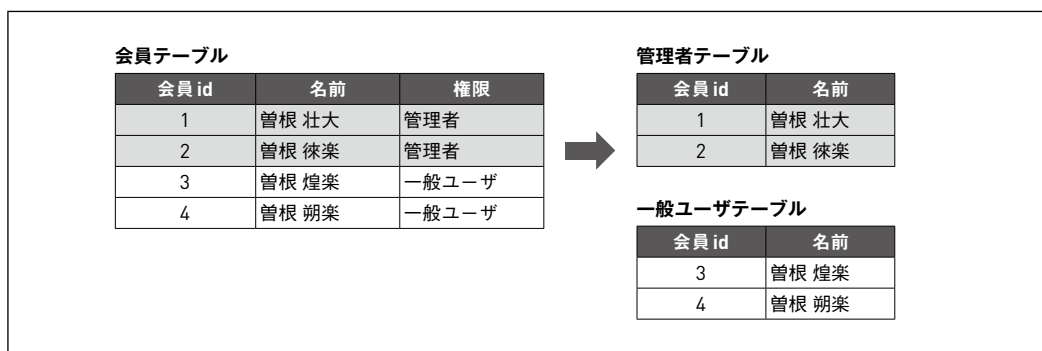 会員テーブル
会員id 名前 権限
1 曽根 壮大 管理者
2 曽根 徠楽 管理者
3 曽根 煌楽 一般ユーザ
4 曽根 朔楽 一般ユーザ
管理者テーブル
会員id 名前
1 曽根 壮大
2 曽根 徠楽
一般ユーザテーブル
会員id 名前
3 曽根 煌楽
4 曽根 朔楽